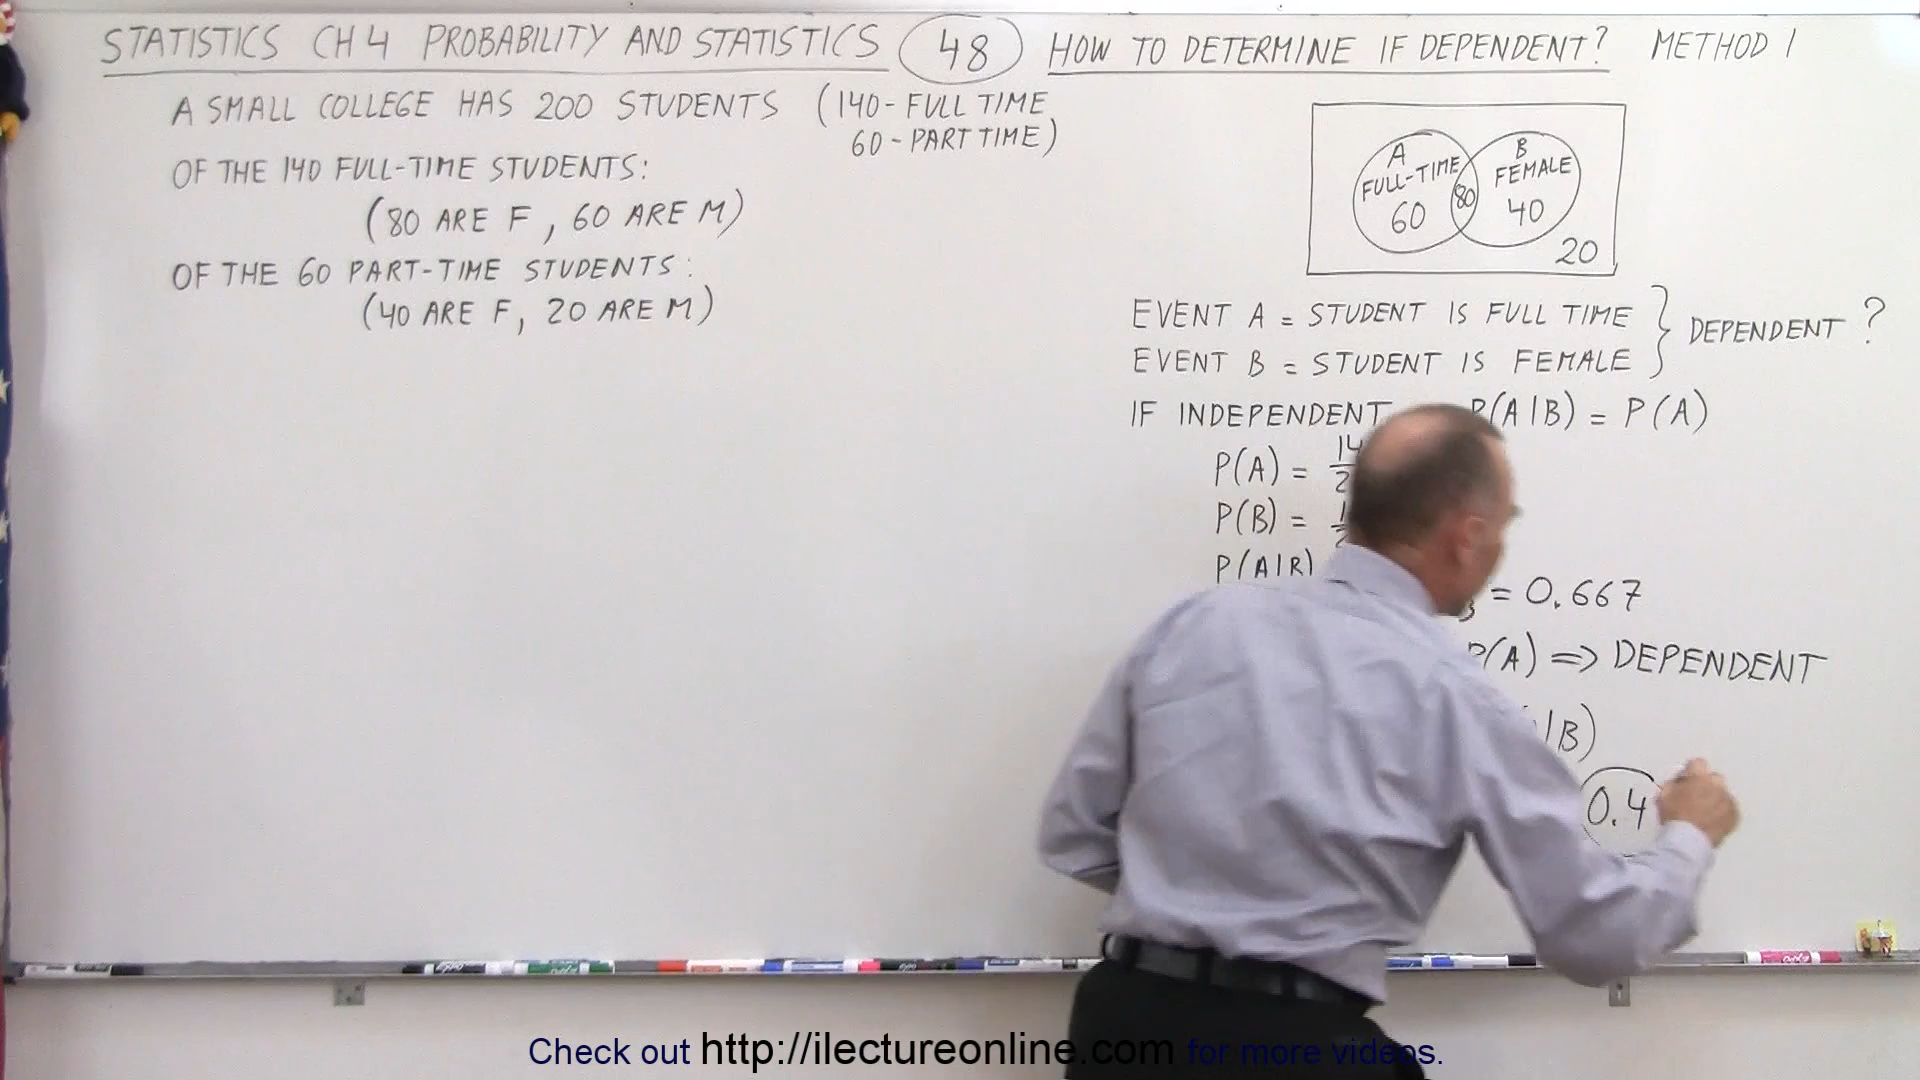 STATISTICS CH 4 PROBABILITY AND STATISTICS 48 HOW TO DETERMINE IF DEPENDENT? METHOD 1
A SMALL COLLEGE HAS 200 STUDENTS (140 - FULL TIME
60 - PART TIME)
OF THE 140 FULL-TIME STUDENTS:
(80 ARE F, 60 ARE M)
OF THE 60 PART-TIME STUDENTS:
(40 ARE F, 20 ARE M)
A
FULL-TIME
60
80
B
FEMALE
40
20
EVENT A = STUDENT IS FULL TIME
EVENT B = STUDENT IS FEMALE
} DEPENDENT ?
IF INDEPENDENT P(A|B) = P(A)
P(A) =
P(B) =
P(A|B)
= 0.667
P(A) => DEPENDENT
|B)
0.4
Check out http://ilectureonline.com for more videos.